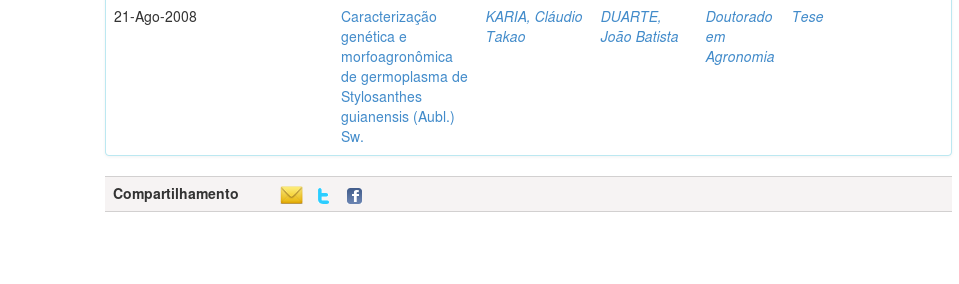 21-Ago-2008 Caracterização KARIA, Cláudio DUARTE, Doutorado Tese
genética e Takao João Batista em
morfoagronômica Agronomia
de germoplasma de
Stylosanthes
guianensis (Aubl.)
Sw.
Compartilhamento